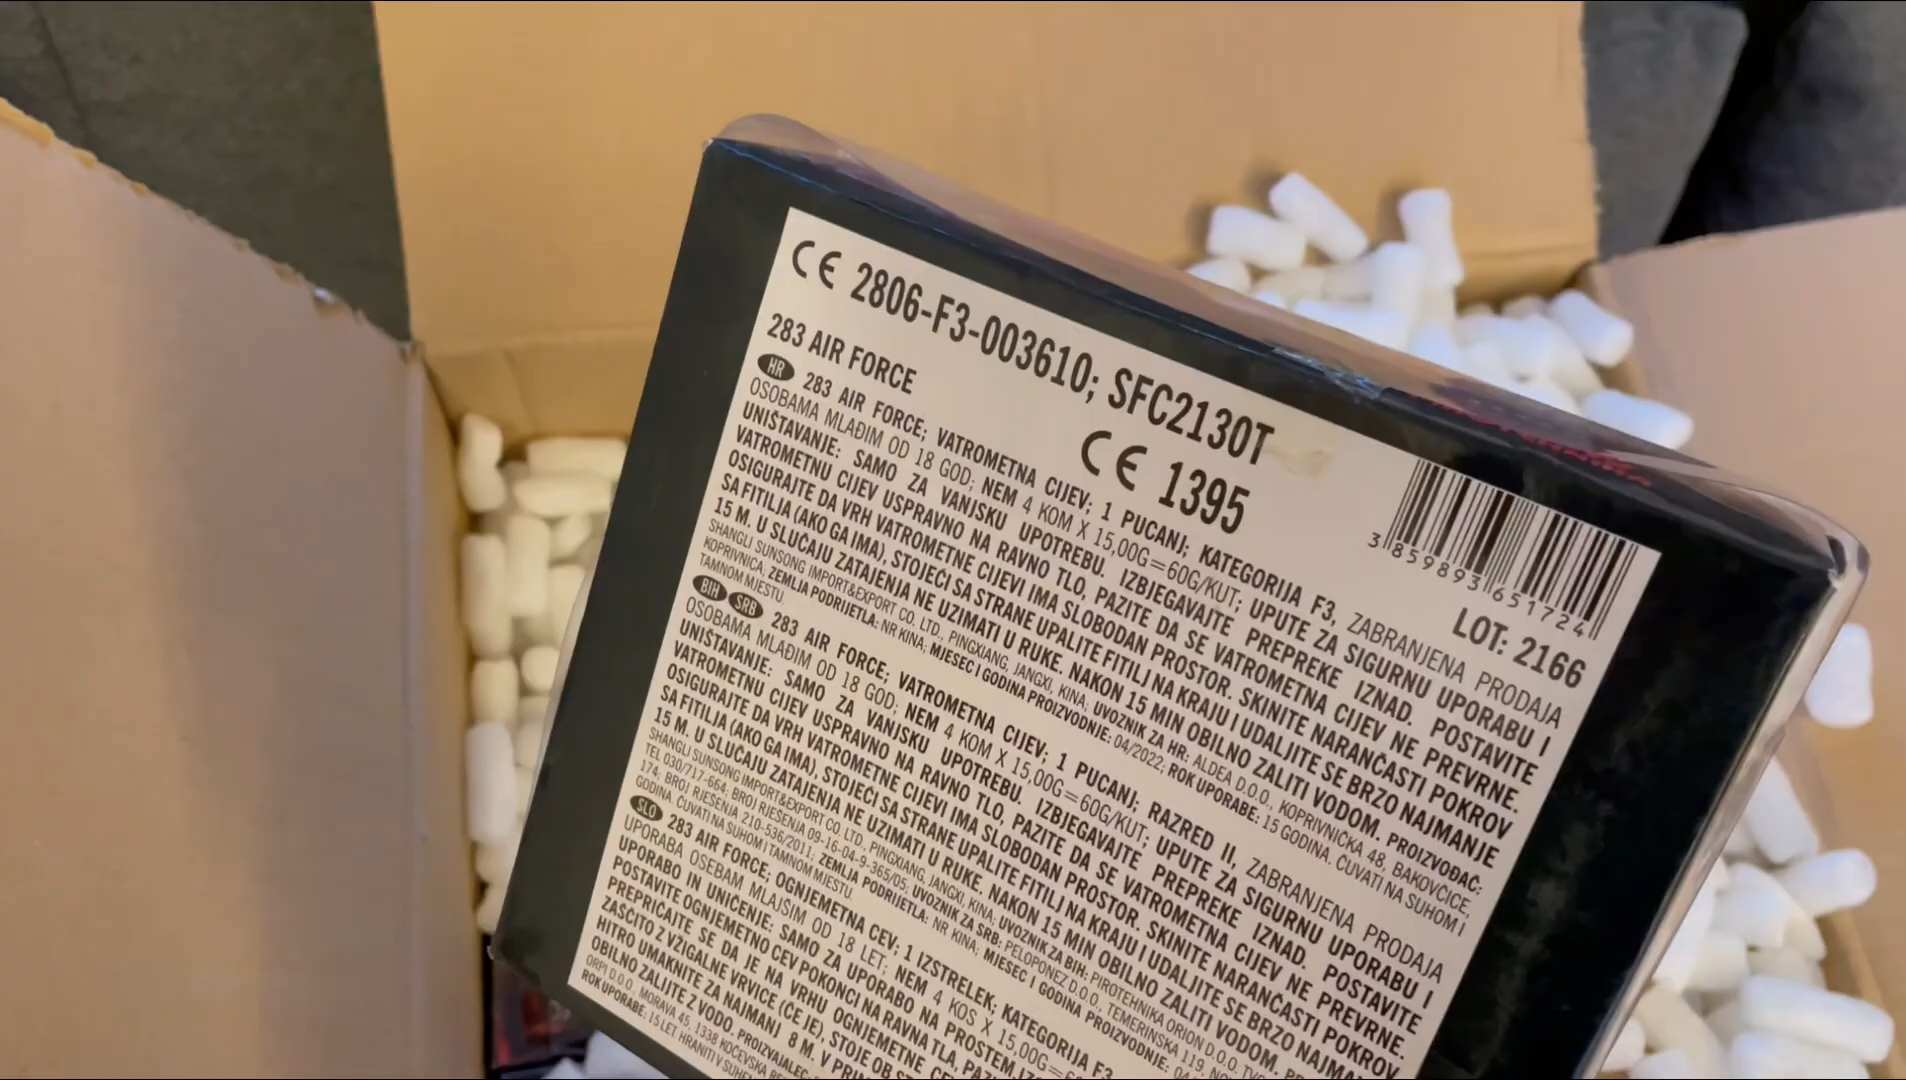 CE 2806-F3-003610; SFC2130T
283 AIR FORCE
CE 1395
3 859893 651724
LOT: 2166
HR 283 AIR FORCE; VATROMETNA CIJEV; 1 PUCANJ; KATEGORIJA F3, ZABRANJENA PRODAJA
OSOBAMA MLAĐIM OD 18 GOD; NEM 4 KOM X 15,00G=60G/KUT; UPUTE ZA SIGURNU UPORABU I
UNIŠTAVANJE: SAMO ZA VANJSKU UPOTREBU. IZBJEGAVAJTE PREPREKE IZNAD. POSTAVITE
VATROMETNU CIJEV USPRAVNO NA RAVNO TLO, PAZITE DA SE VATROMETNA CIJEV NE PREVRNE.
OSIGURAJTE DA VRH VATROMETNE CIJEVI IMA SLOBODAN PROSTOR. SKINITE NARANČASTI POKROV
SA FITILJA (AKO GA IMA), STOJEĆI SA STRANE UPALITE FITILJ NA KRAJU I UDALJITE SE BRZO NAJMANJE
15 M. U SLUČAJU ZATAJENJA NE UZIMATI U RUKE. NAKON 15 MIN OBILNO ZALITI VODOM. PROIZVOĐAČ:
SHANGLI SUNSONG IMPORT&EXPORT CO. LTD., PINGXIANG, JANGXI, KINA; UVOZNIK ZA HR: ALDEA D.O.O., KOPRIVNIČKA 48, BAKOVČICE,
KOPRIVNICA; ZEMLJA PODRIJETLA: NR KINA; MJESEC I GODINA PROIZVODNJE: 04/2022; ROK UPORABE: 15 GODINA. ČUVATI NA SUHOM I
TAMNOM MJESTU.
BIH SRB 283 AIR FORCE; VATROMETNA CIJEV; 1 PUCANJ; RAZRED II, ZABRANJENA PRODAJA
OSOBAMA MLAĐIM OD 18 GOD; NEM 4 KOM X 15,00G=60G/KUT; UPUTE ZA SIGURNU UPORABU I
UNIŠTAVANJE: SAMO ZA VANJSKU UPOTREBU. IZBJEGAVAJTE PREPREKE IZNAD. POSTAVITE
VATROMETNU CIJEV USPRAVNO NA RAVNO TLO, PAZITE DA SE VATROMETNA CIJEV NE PREVRNE.
OSIGURAJTE DA VRH VATROMETNE CIJEVI IMA SLOBODAN PROSTOR. SKINITE NARANČASTI POKROV
SA FITILJA (AKO GA IMA), STOJEĆI SA STRANE UPALITE FITILJ NA KRAJU I UDALJITE SE BRZO NAJMANJ
15 M. U SLUČAJU ZATAJENJA NE UZIMATI U RUKE. NAKON 15 MIN OBILNO ZALITI VODOM.
SHANGLI SUNSONG IMPORT&EXPORT CO. LTD., PINGXIANG, JANGXI, KINA; UVOZNIK ZA BIH: PIROTEHNIKA ORION D.O.O.
TEL 030/717-664; BROJ RJEŠENJA 09-16-04-9-365/05; UVOZNIK ZA SRB: PELOPONEZ D.O.O., TEMERINSKA 119,
174; BROJ RJEŠENJA 210-536/2011; ZEMLJA PODRIJETLA: NR KINA; MJESEC I GODINA PROIZVODNJE:
GODINA. ČUVATI NA SUHOM I TAMNOM MJESTU.
SLO 283 AIR FORCE; OGNJEMETNA CEV; 1 IZSTRELEK; KATEGORIJA F3
UPORABA OSEBAM MLAJŠIM OD 18 LET; NEM 4 KOS X 15,00G=
UPORABO IN UNIČENJE: SAMO ZA UPORABO NA PROSTEM.
POSTAVITE OGNJEMETNO CEV POKONCI NA RAVNA TLA,
PREPRIČAJTE SE DA JE NA VRHU OGNJEMETNE
ZAŠČITO Z VŽIGALNE VRVICE (ČE JE), STOJE OB
HITRO UMAKNITE ZA NAJMANJ 8 M. V
OBILNO ZALIJTE Z VODO. PROIZVAJALEC:
ORPI D.O.O., MORAVA 45, 1338 KOČEVSKA
ROK UPORABE: 15 LET. HRANITI V